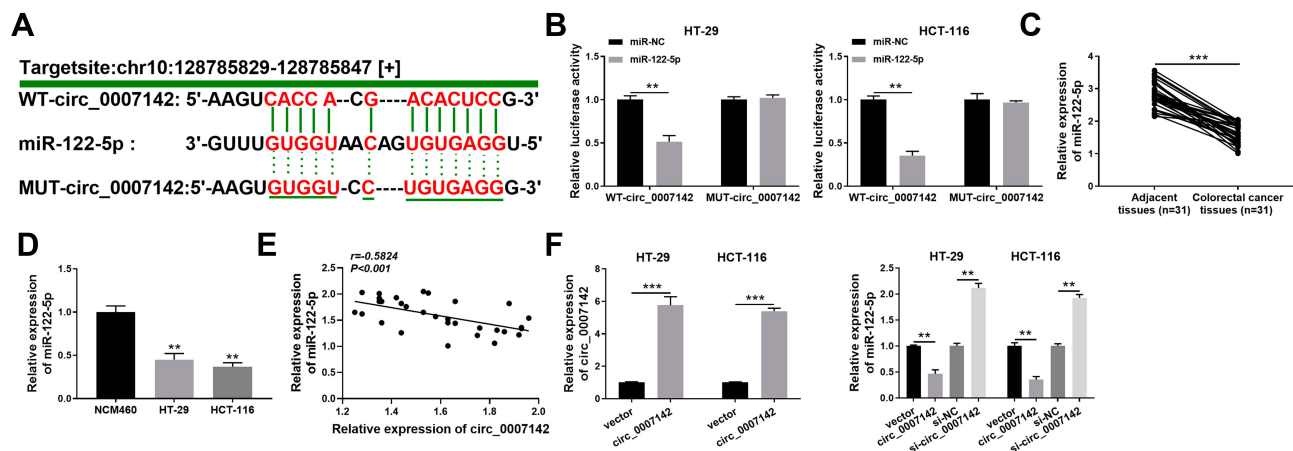 A
Targetsite:chr10:128785829-128785847 [+]
WT-circ_0007142: 5'-AAGUCACCA--CG----ACACUCCG-3'
miR-122-5p : 3'-GUUUGUGGUAACAGUGUGAGGU-5'
MUT-circ_0007142:5'-AAGUGUGGU-CC----UGUGAGGG-3'
B
HT-29
miR-NC
miR-122-5p
Relative luciferase activity
1.5
1.0
0.5
0.0
**
WT-circ_0007142
MUT-circ_0007142
HCT-116
miR-NC
miR-122-5p
Relative luciferase activity
1.5
1.0
0.5
0.0
**
WT-circ_0007142
MUT-circ_0007142
C
Relative expression
of miR-122-5p
4
3
2
1
0
***
Adjacent
tissues (n=31)
Colorectal cancer
tissues (n=31)
D
Relative expression
of miR-122-5p
1.5
1.0
0.5
0.0
**
**
NCM460
HT-29
HCT-116
E
r=-0.5824
P<0.001
Relative expression
of miR-122-5p
2.5
2.0
1.5
1.0
0.5
0.0
1.2
1.4
1.6
1.8
2.0
Relative expression of circ_0007142
F
HT-29
HCT-116
Relative expression
of circ_0007142
8
6
4
2
0
***
***
vector
circ_0007142
vector
circ_0007142
HT-29
HCT-116
Relative expression
of miR-122-5p
2.5
2.0
1.5
1.0
0.5
0.0
**
**
**
**
vector
circ_0007142
si-NC
si-circ_0007142
vector
circ_0007142
si-NC
si-circ_0007142